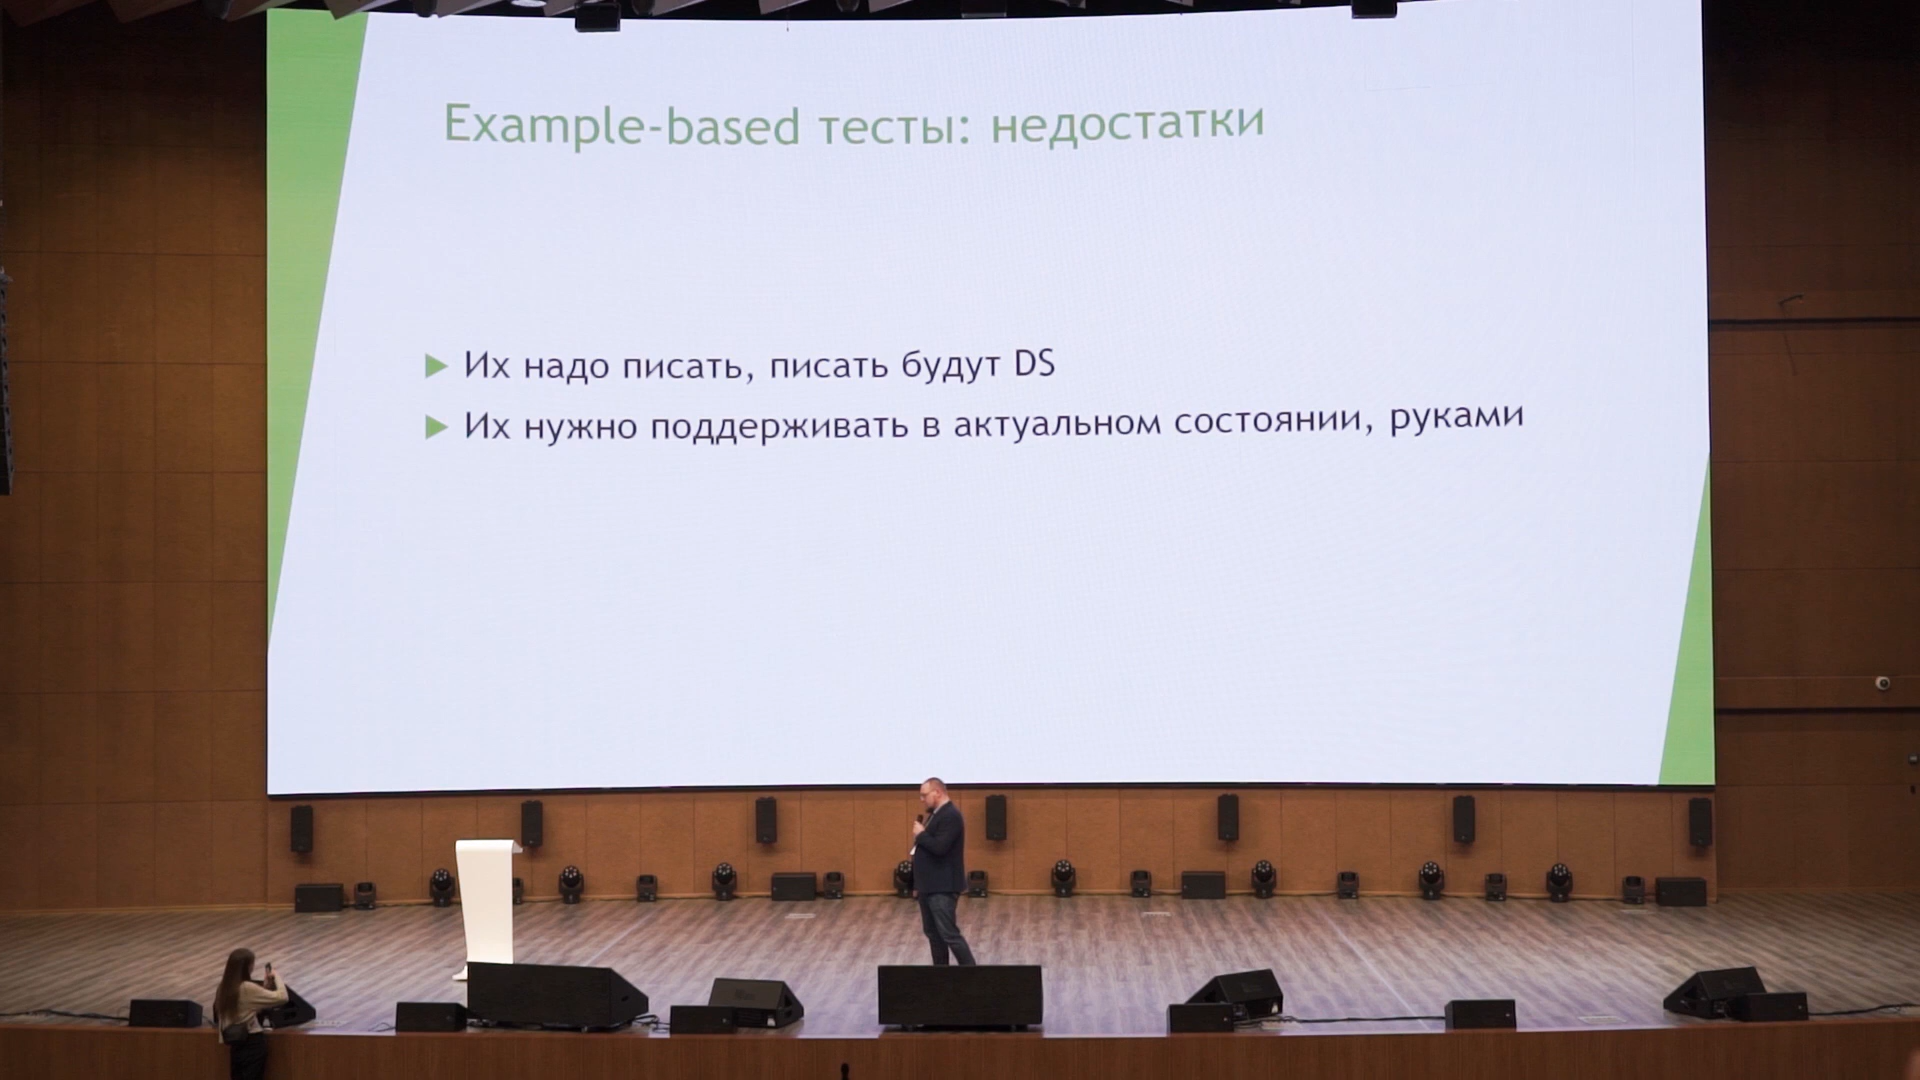 Example-based тесты: недостатки
Их надо писать, писать будут DS
Их нужно поддерживать в актуальном состоянии, руками